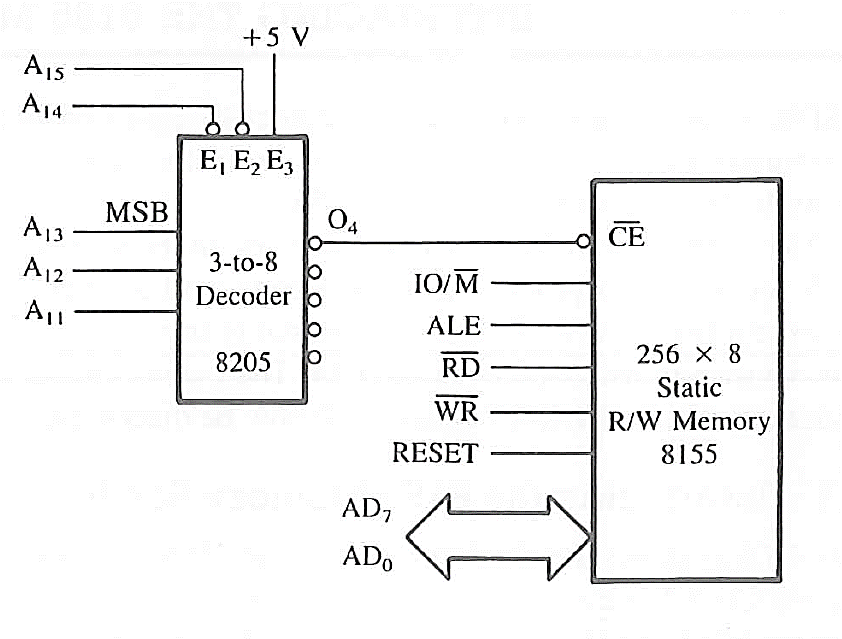 +5 V
A15
A14
E1 E2 E3
MSB
A13
A12
A11
3-to-8
Decoder
8205
O4
CE
IO/M
ALE
RD
WR
RESET
AD7
AD0
256 × 8
Static
R/W Memory
8155